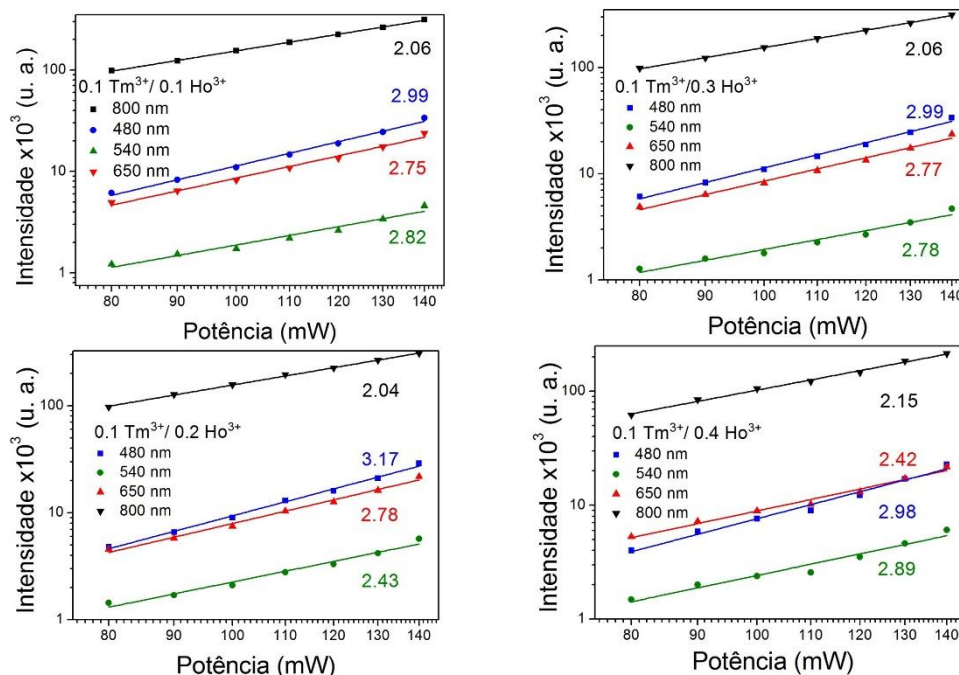 Intensidade x10³ (u. a.)
100
10
1
2.06
0.1 Tm³⁺/ 0.1 Ho³⁺
800 nm
480 nm
540 nm
650 nm
2.99
2.75
2.82
80 90 100 110 120 130 140
Potência (mW)
Intensidade x10³ (u. a.)
100
10
1
2.06
0.1 Tm³⁺/0.3 Ho³⁺
480 nm
540 nm
650 nm
800 nm
2.99
2.77
2.78
80 90 100 110 120 130 140
Potência (mW)
Intensidade x10³ (u. a.)
100
10
1
2.04
0.1 Tm³⁺/ 0.2 Ho³⁺
480 nm
540 nm
650 nm
800 nm
3.17
2.78
2.43
80 90 100 110 120 130 140
Potência (mW)
Intensidade x10³ (u. a.)
100
10
1
2.15
0.1 Tm³⁺/ 0.4 Ho³⁺
480 nm
540 nm
650 nm
800 nm
2.42
2.98
2.89
80 90 100 110 120 130 140
Potência (mW)